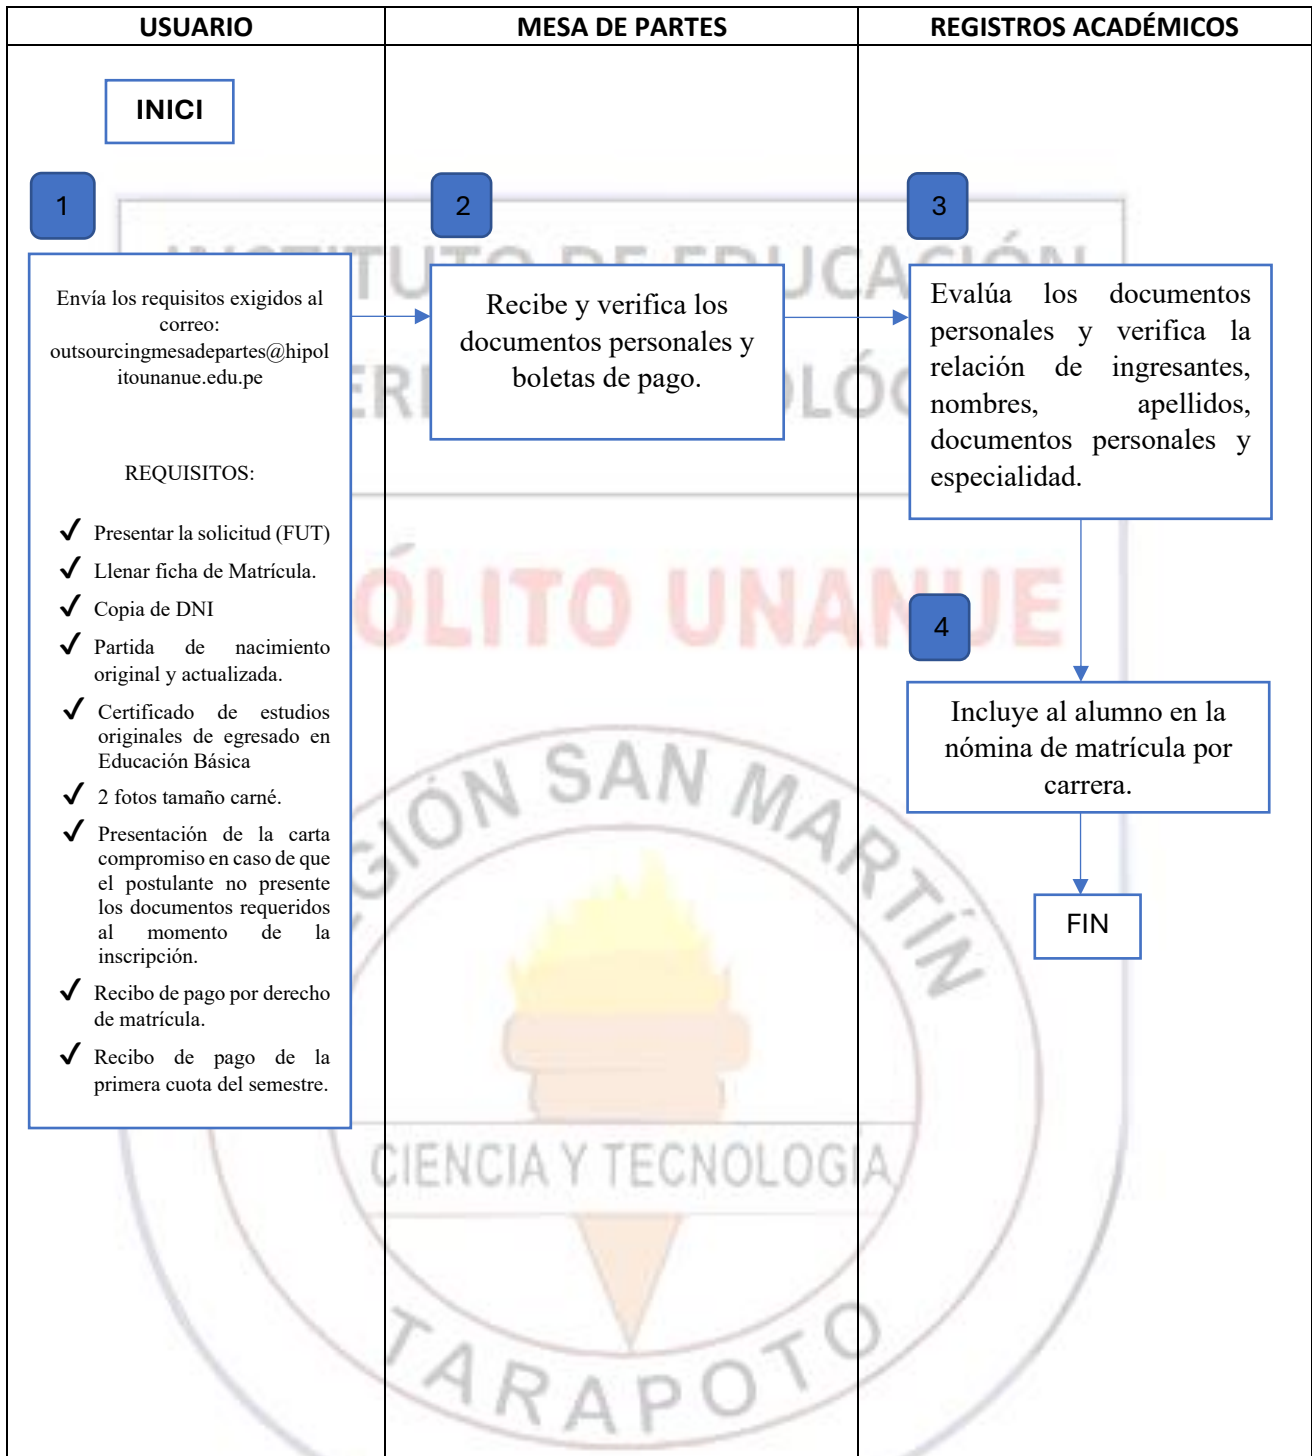 USUARIO
MESA DE PARTES
REGISTROS ACADÉMICOS
INICI
1
Envía los requisitos exigidos al
correo:
outsourcingmesadepartes@hipol
itounanue.edu.pe
REQUISITOS:
✓ Presentar la solicitud (FUT)
✓ Llenar ficha de Matrícula.
✓ Copia de DNI
✓ Partida de nacimiento
original y actualizada.
✓ Certificado de estudios
originales de egresado en
Educación Básica
✓ 2 fotos tamaño carné.
✓ Presentación de la carta
compromiso en caso de que
el postulante no presente
los documentos requeridos
al momento de la
inscripción.
✓ Recibo de pago por derecho
de matrícula.
✓ Recibo de pago de la
primera cuota del semestre.
2
Recibe y verifica los
documentos personales y
boletas de pago.
3
Evalúa los documentos
personales y verifica la
relación de ingresantes,
nombres, apellidos,
documentos personales y
especialidad.
4
Incluye al alumno en la
nómina de matrícula por
carrera.
FIN
DE EDUCACIÓN
ÓLITO UNANUE
GIÓN SAN MARTÍN
CIENCIA Y TECNOLOGIA
TARAPOTO